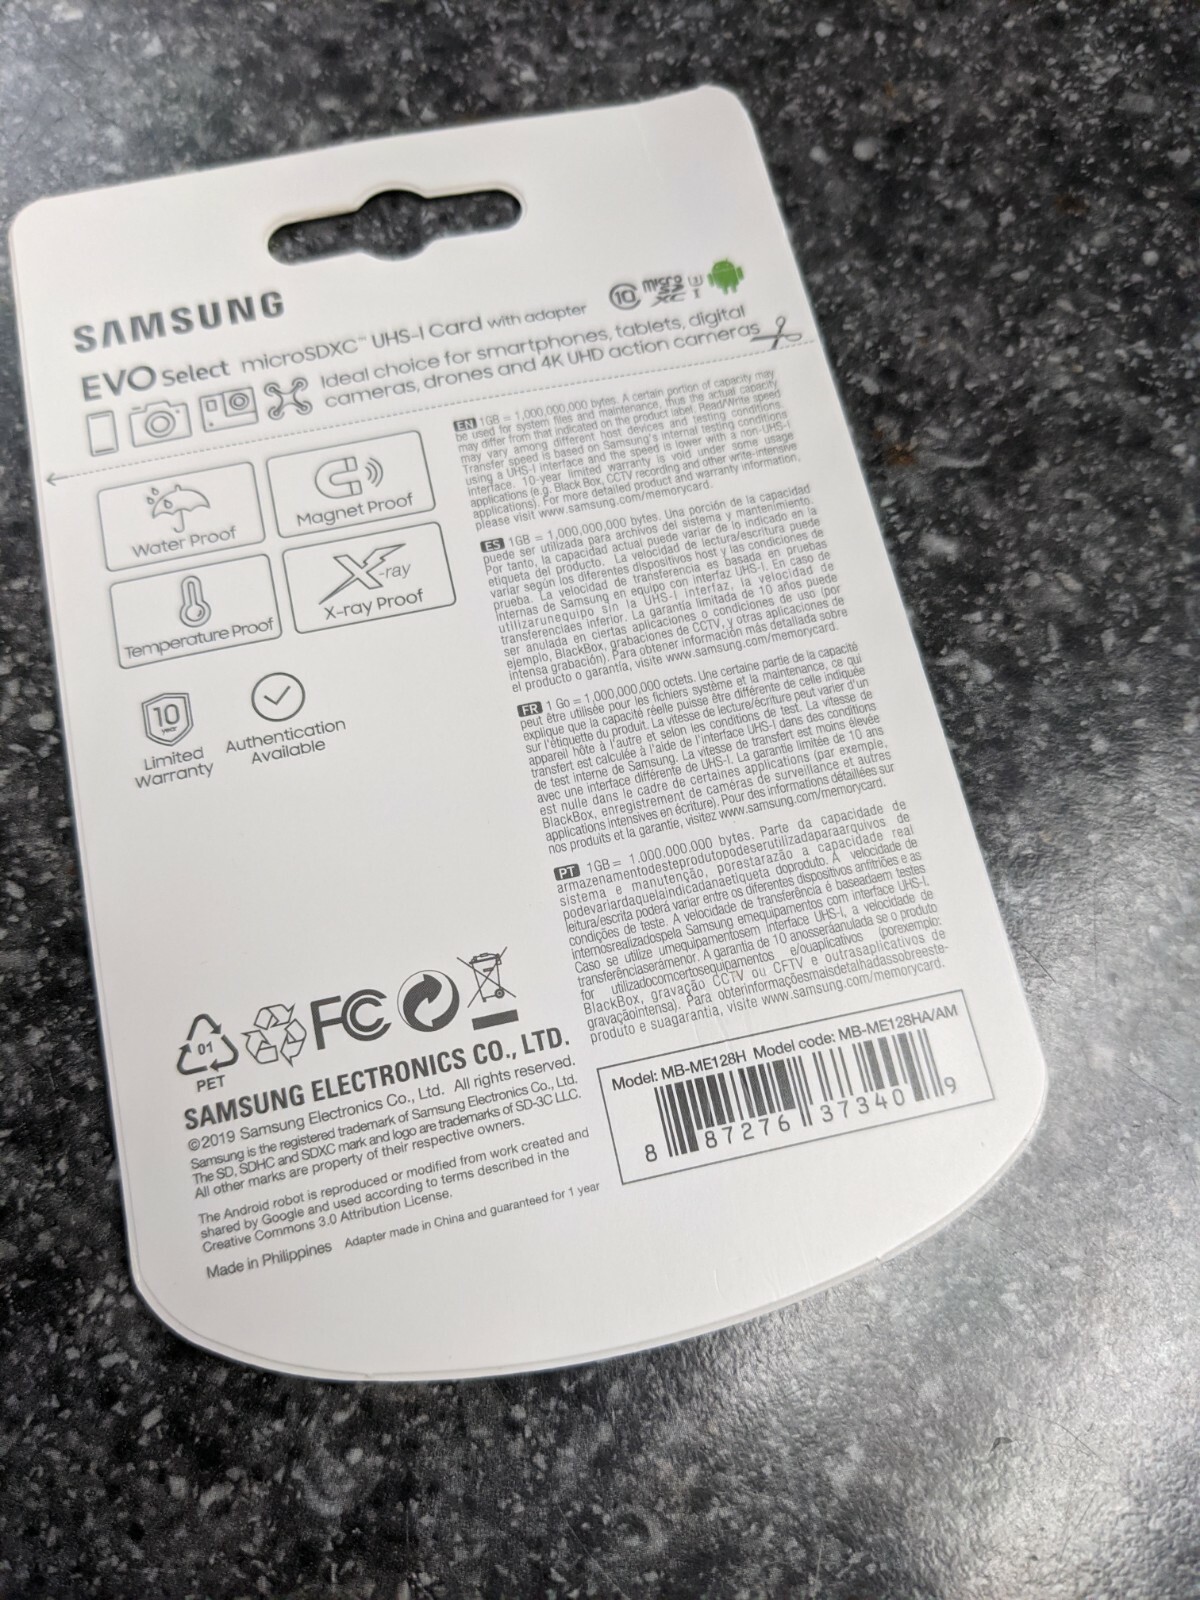 SAMSUNG
EVO Select microSDXC™ UHS-I Card with adapter
10 micro SD XC 3 I
Ideal choice for smartphones, tablets, digital
cameras, drones and 4K UHD action cameras
Water Proof
Magnet Proof
Temperature Proof
X-ray
X-ray Proof
10 year
Limited
Warranty
Authentication
Available
EN 1GB = 1,000,000,000 bytes. A certain portion of capacity may
be used for system files and maintenance, thus the actual capacity
may differ from that indicated on the product label. Read/Write speed
may vary among different host devices and testing conditions.
Transfer speed is based on Samsung's internal testing conditions,
using a UHS-I interface and the speed is lower with a non-UHS-I
interface. 10-year limited warranty is void under some usage
applications (e.g. Black Box, CCTV recording and other write-intensive
applications). For more detailed product and warranty information,
please visit www.samsung.com/memorycard.
ES 1GB = 1,000,000,000 bytes. Una porción de la capacidad
puede ser utilizada para archivos del sistema y mantenimiento.
Por tanto, la capacidad actual puede variar de lo indicado en la
etiqueta del producto. La velocidad de lectura/escritura puede
variar según los diferentes dispositivos host y las condiciones de
prueba. La velocidad de transferencia es basada en pruebas
internas de Samsung en equipo con interfaz UHS-I. En caso de
utilizarunequipo sin la UHS-I interfaz, la velocidad de
transferenciaes inferior. La garantía limitada de 10 años puede
ser anulada en ciertas aplicaciones o condiciones de uso (por
ejemplo, BlackBox, grabaciones de CCTV, y otras aplicaciones de
intensa grabación). Para obtener información más detallada sobre
el producto o garantía, visite www.samsung.com/memorycard.
FR 1 Go = 1,000,000,000 octets. Une certaine partie de la capacité
peut être utilisée pour les fichiers système et la maintenance, ce qui
explique que la capacité réelle puisse être différente de celle indiquée
sur l'étiquette du produit. La vitesse de lecture/écriture peut varier d'un
appareil hôte à l'autre et selon les conditions de test. La vitesse de
transfert est calculée à l'aide de l'interface UHS-I dans des conditions
de test interne de Samsung. La vitesse de transfert est moins élevée
avec une interface différente de UHS-I. La garantie limitée de 10 ans
est nulle dans le cadre de certaines applications (par exemple,
BlackBox, enregistrement de caméras de surveillance et autres
applications intensives en écriture). Pour des informations détaillées sur
nos produits et la garantie, visitez www.samsung.com/memorycard.
PT 1GB= 1.000.000.000 bytes. Parte da capacidade de
armazenamentodesteprodutopodeserutilizadaparaarquivos de
sistema e manutenção, porestarazão a capacidade real
podevariardaquelaindicadanaetiqueta doproduto. A velocidade de
leitura/escrita poderá variar entre os diferentes dispositivos anfitriões e as
condições de teste. A velocidade de transferência é baseadaem testes
internosrealizadospela Samsung emequipamentos com interface UHS-I.
Caso se utilize umequipamentosem interface UHS-I, a velocidade de
transferênciaserámenor. A garantia de 10 anosseráanulada se o produto
for utilizadocomcertosequipamentos e/ouaplicativos (porexemplo:
BlackBox, gravação CCTV ou CFTV e outrasaplicativos de
gravaçãointensa). Para obterinformaçõesmaisdetalhadassobreeste-
produto e suagarantia, visite www.samsung.com/memorycard.
01
PET
FC
SAMSUNG ELECTRONICS CO., LTD.
©2019 Samsung Electronics Co., Ltd. All rights reserved.
Samsung is the registered trademark of Samsung Electronics Co., Ltd.
The SD, SDHC and SDXC mark and logo are trademarks of SD-3C LLC.
All other marks are property of their respective owners.
The Android robot is reproduced or modified from work created and
shared by Google and used according to terms described in the
Creative Commons 3.0 Attribution License.
Made in Philippines Adapter made in China and guaranteed for 1 year
Model: MB-ME128H Model code: MB-ME128HA/AM
8 87276 37340 9